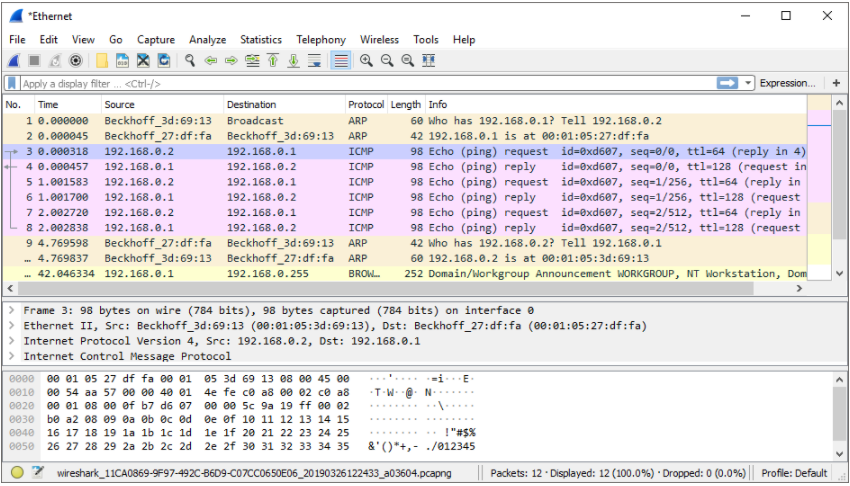 *Ethernet
File Edit View Go Capture Analyze Statistics Telephony Wireless Tools Help
Apply a display filter ... <Ctrl-/> Expression... +
No. Time Source Destination Protocol Length Info
1 0.000000 Beckhoff_3d:69:13 Broadcast ARP 60 Who has 192.168.0.1? Tell 192.168.0.2
2 0.000045 Beckhoff_27:df:fa Beckhoff_3d:69:13 ARP 42 192.168.0.1 is at 00:01:05:27:df:fa
3 0.000318 192.168.0.2 192.168.0.1 ICMP 98 Echo (ping) request id=0xd607, seq=0/0, ttl=64 (reply in 4)
4 0.000457 192.168.0.1 192.168.0.2 ICMP 98 Echo (ping) reply id=0xd607, seq=0/0, ttl=128 (request in
5 1.001583 192.168.0.2 192.168.0.1 ICMP 98 Echo (ping) request id=0xd607, seq=1/256, ttl=64 (reply in
6 1.001700 192.168.0.1 192.168.0.2 ICMP 98 Echo (ping) reply id=0xd607, seq=1/256, ttl=128 (request
7 2.002720 192.168.0.2 192.168.0.1 ICMP 98 Echo (ping) request id=0xd607, seq=2/512, ttl=64 (reply in
8 2.002838 192.168.0.1 192.168.0.2 ICMP 98 Echo (ping) reply id=0xd607, seq=2/512, ttl=128 (request
9 4.769598 Beckhoff_27:df:fa Beckhoff_3d:69:13 ARP 42 Who has 192.168.0.2? Tell 192.168.0.1
… 4.769837 Beckhoff_3d:69:13 Beckhoff_27:df:fa ARP 60 192.168.0.2 is at 00:01:05:3d:69:13
… 42.046334 192.168.0.1 192.168.0.255 BROW… 252 Domain/Workgroup Announcement WORKGROUP, NT Workstation, Dom
Frame 3: 98 bytes on wire (784 bits), 98 bytes captured (784 bits) on interface 0
Ethernet II, Src: Beckhoff_3d:69:13 (00:01:05:3d:69:13), Dst: Beckhoff_27:df:fa (00:01:05:27:df:fa)
Internet Protocol Version 4, Src: 192.168.0.2, Dst: 192.168.0.1
Internet Control Message Protocol
0000 00 01 05 27 df fa 00 01 05 3d 69 13 08 00 45 00 ···'···· ·=i···E·
0010 00 54 aa 57 00 00 40 01 4e fe c0 a8 00 02 c0 a8 ·T·W··@· N·······
0020 00 01 08 00 0f b7 d6 07 00 00 5c 9a 19 ff 00 02 ········ ··\·····
0030 b0 a2 08 09 0a 0b 0c 0d 0e 0f 10 11 12 13 14 15 ········ ········
0040 16 17 18 19 1a 1b 1c 1d 1e 1f 20 21 22 23 24 25 ········ ·· !"#$%
0050 26 27 28 29 2a 2b 2c 2d 2e 2f 30 31 32 33 34 35 &'()*+,- ./012345
wireshark_11CA0869-9F97-492C-B6D9-C07CC0650E06_20190326122433_a03604.pcapng Packets: 12 · Displayed: 12 (100.0%) · Dropped: 0 (0.0%) Profile: Default